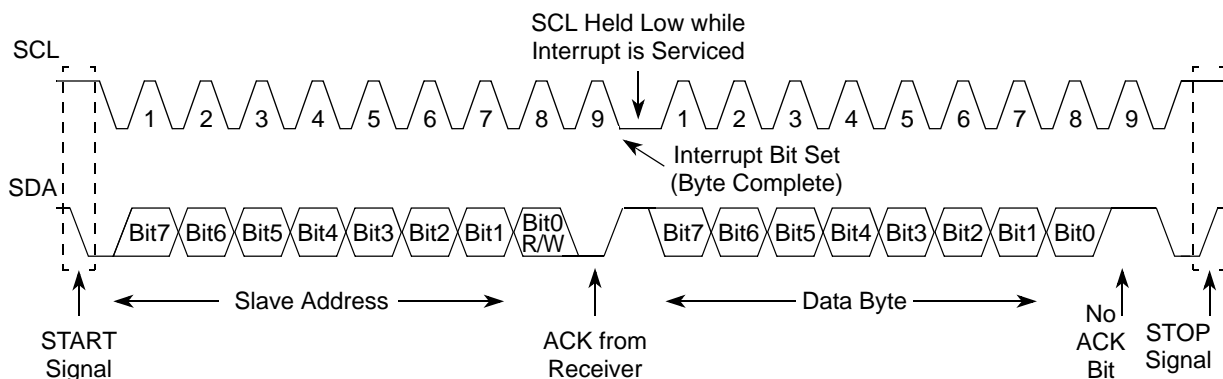 SCL Held Low while
Interrupt is Serviced
SCL
1 2 3 4 5 6 7 8 9 1 2 3 4 5 6 7 8 9
Interrupt Bit Set
(Byte Complete)
SDA
Bit7 Bit6 Bit5 Bit4 Bit3 Bit2 Bit1 Bit0 R/W Bit7 Bit6 Bit5 Bit4 Bit3 Bit2 Bit1 Bit0
Slave Address
Data Byte
START
Signal
ACK from
Receiver
No
ACK
Bit
STOP
Signal